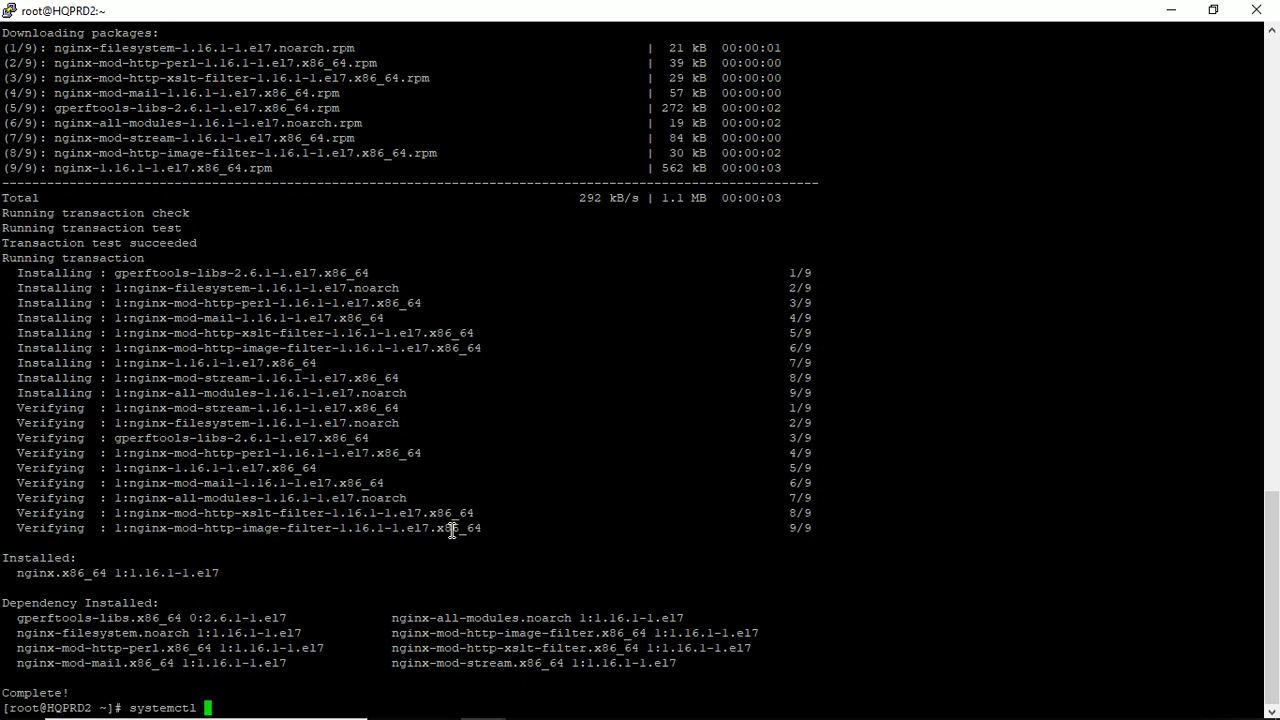 root@HQPRD2:~
Downloading packages:
(1/9): nginx-filesystem-1.16.1-1.el7.noarch.rpm | 21 kB 00:00:01
(2/9): nginx-mod-http-perl-1.16.1-1.el7.x86_64.rpm | 39 kB 00:00:00
(3/9): nginx-mod-http-xslt-filter-1.16.1-1.el7.x86_64.rpm | 29 kB 00:00:00
(4/9): nginx-mod-mail-1.16.1-1.el7.x86_64.rpm | 57 kB 00:00:00
(5/9): gperftools-libs-2.6.1-1.el7.x86_64.rpm | 272 kB 00:00:02
(6/9): nginx-all-modules-1.16.1-1.el7.noarch.rpm | 19 kB 00:00:02
(7/9): nginx-mod-stream-1.16.1-1.el7.x86_64.rpm | 84 kB 00:00:00
(8/9): nginx-mod-http-image-filter-1.16.1-1.el7.x86_64.rpm | 30 kB 00:00:02
(9/9): nginx-1.16.1-1.el7.x86_64.rpm | 562 kB 00:00:03
--------------------------------------------------------------------------------
Total 292 kB/s | 1.1 MB 00:00:03
Running transaction check
Running transaction test
Transaction test succeeded
Running transaction
Installing : gperftools-libs-2.6.1-1.el7.x86_64 1/9
Installing : 1:nginx-filesystem-1.16.1-1.el7.noarch 2/9
Installing : 1:nginx-mod-http-perl-1.16.1-1.el7.x86_64 3/9
Installing : 1:nginx-mod-mail-1.16.1-1.el7.x86_64 4/9
Installing : 1:nginx-mod-http-xslt-filter-1.16.1-1.el7.x86_64 5/9
Installing : 1:nginx-mod-http-image-filter-1.16.1-1.el7.x86_64 6/9
Installing : 1:nginx-1.16.1-1.el7.x86_64 7/9
Installing : 1:nginx-mod-stream-1.16.1-1.el7.x86_64 8/9
Installing : 1:nginx-all-modules-1.16.1-1.el7.noarch 9/9
Verifying : 1:nginx-mod-stream-1.16.1-1.el7.x86_64 1/9
Verifying : 1:nginx-filesystem-1.16.1-1.el7.noarch 2/9
Verifying : gperftools-libs-2.6.1-1.el7.x86_64 3/9
Verifying : 1:nginx-mod-http-perl-1.16.1-1.el7.x86_64 4/9
Verifying : 1:nginx-1.16.1-1.el7.x86_64 5/9
Verifying : 1:nginx-mod-mail-1.16.1-1.el7.x86_64 6/9
Verifying : 1:nginx-all-modules-1.16.1-1.el7.noarch 7/9
Verifying : 1:nginx-mod-http-xslt-filter-1.16.1-1.el7.x86_64 8/9
Verifying : 1:nginx-mod-http-image-filter-1.16.1-1.el7.x86_64 9/9
Installed:
nginx.x86_64 1:1.16.1-1.el7
Dependency Installed:
gperftools-libs.x86_64 0:2.6.1-1.el7 nginx-all-modules.noarch 1:1.16.1-1.el7
nginx-filesystem.noarch 1:1.16.1-1.el7 nginx-mod-http-image-filter.x86_64 1:1.16.1-1.el7
nginx-mod-http-perl.x86_64 1:1.16.1-1.el7 nginx-mod-http-xslt-filter.x86_64 1:1.16.1-1.el7
nginx-mod-mail.x86_64 1:1.16.1-1.el7 nginx-mod-stream.x86_64 1:1.16.1-1.el7
Complete!
[root@HQPRD2 ~]# systemctl